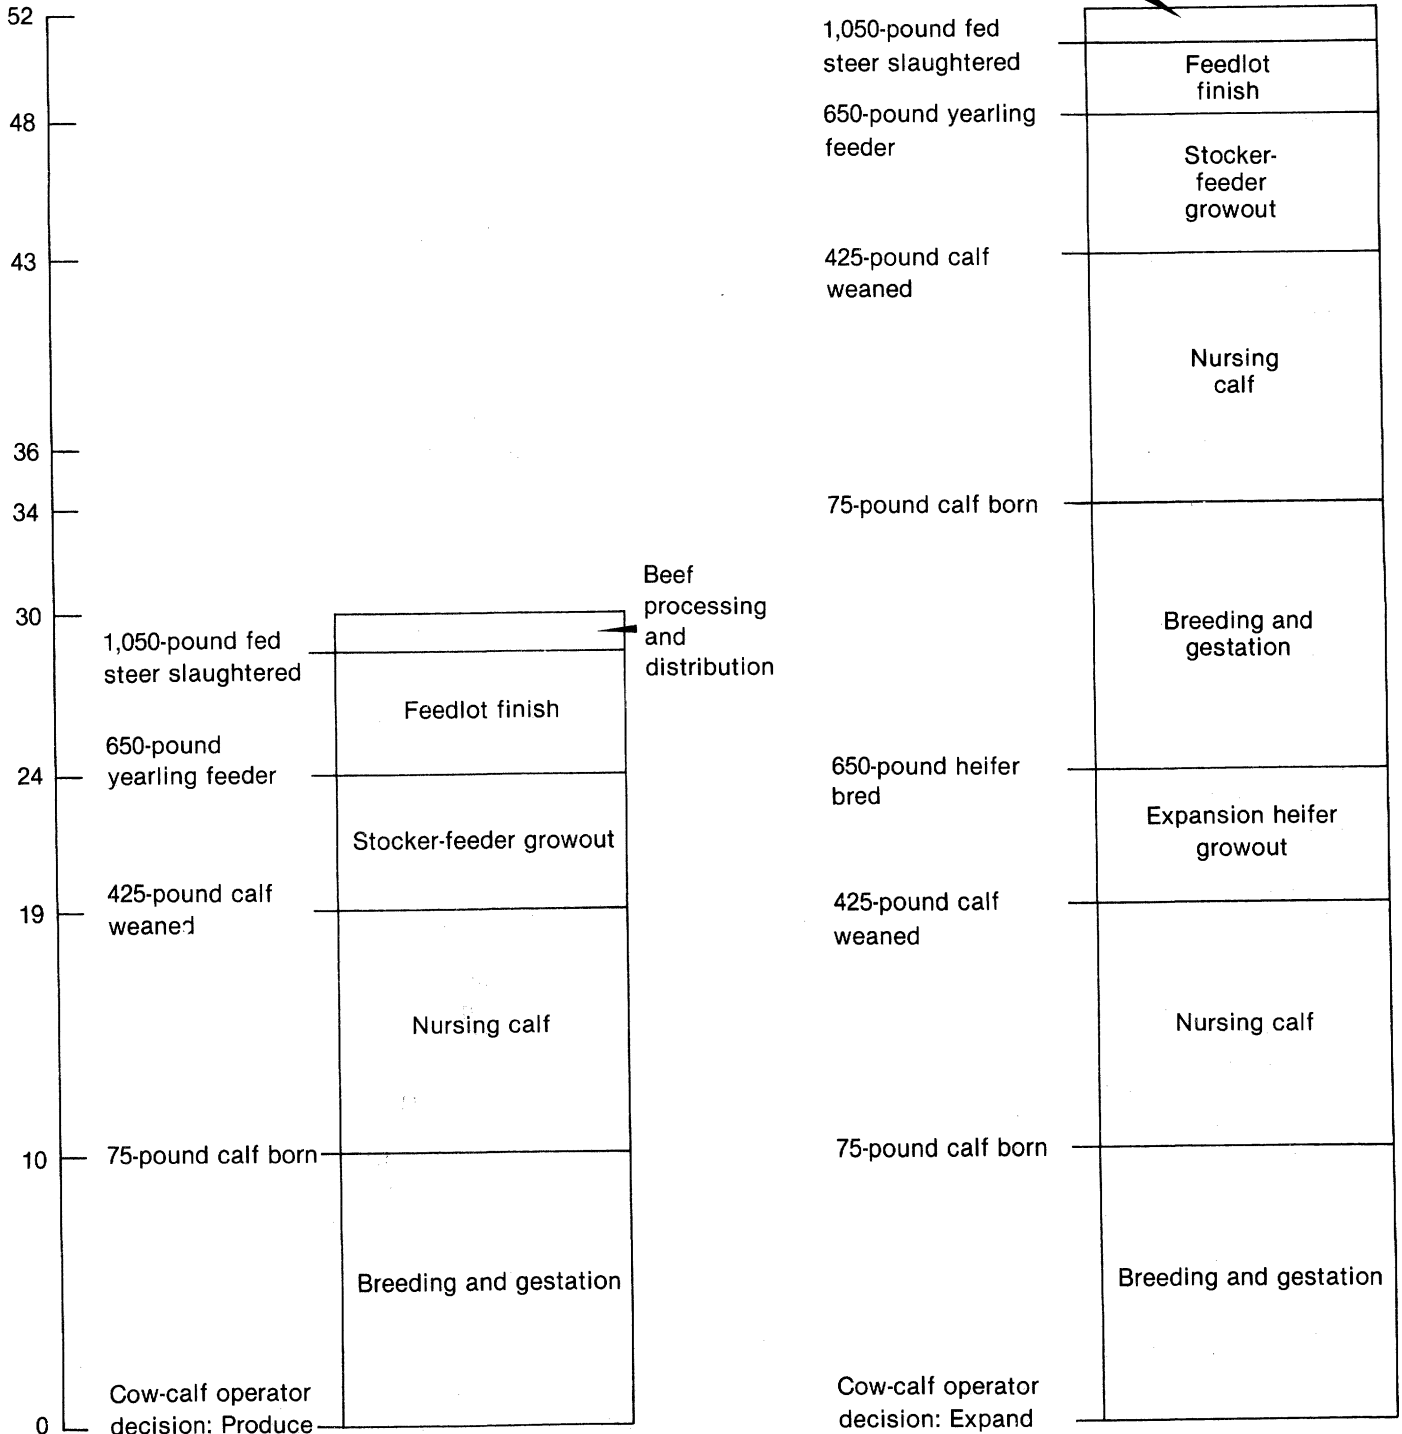 52
48
43
36
34
30
24
19
10
0
1,050-pound fed
steer slaughtered
650-pound
yearling feeder
425-pound calf
weaned
75-pound calf born
Cow-calf operator
decision: Produce
Beef
processing
and
distribution
Feedlot finish
Stocker-feeder growout
Nursing calf
Breeding and gestation
1,050-pound fed
steer slaughtered
650-pound yearling
feeder
425-pound calf
weaned
75-pound calf born
650-pound heifer
bred
425-pound calf
weaned
75-pound calf born
Cow-calf operator
decision: Expand
Feedlot
finish
Stocker-
feeder
growout
Nursing
calf
Breeding and
gestation
Expansion heifer
growout
Nursing calf
Breeding and gestation